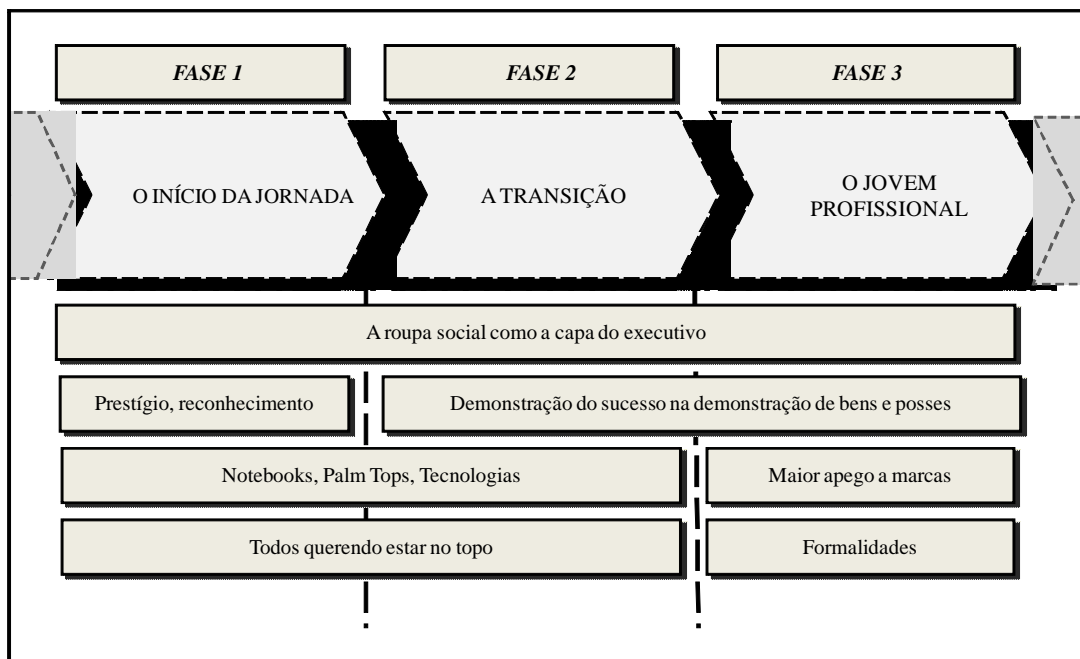 FASE 1
FASE 2
FASE 3
O INÍCIO DA JORNADA
A TRANSIÇÃO
O JOVEM
PROFISSIONAL
A roupa social como a capa do executivo
Prestígio, reconhecimento
Demonstração do sucesso na demonstração de bens e posses
Notebooks, Palm Tops, Tecnologias
Maior apego a marcas
Todos querendo estar no topo
Formalidades